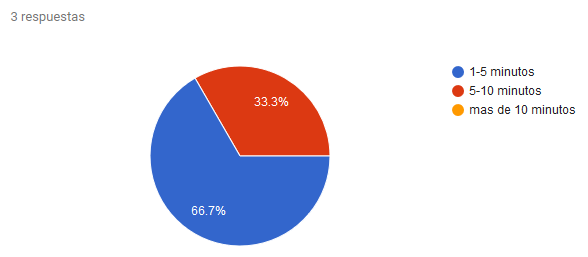 3 respuestas
1-5 minutos
5-10 minutos
mas de 10 minutos
33.3%
66.7%